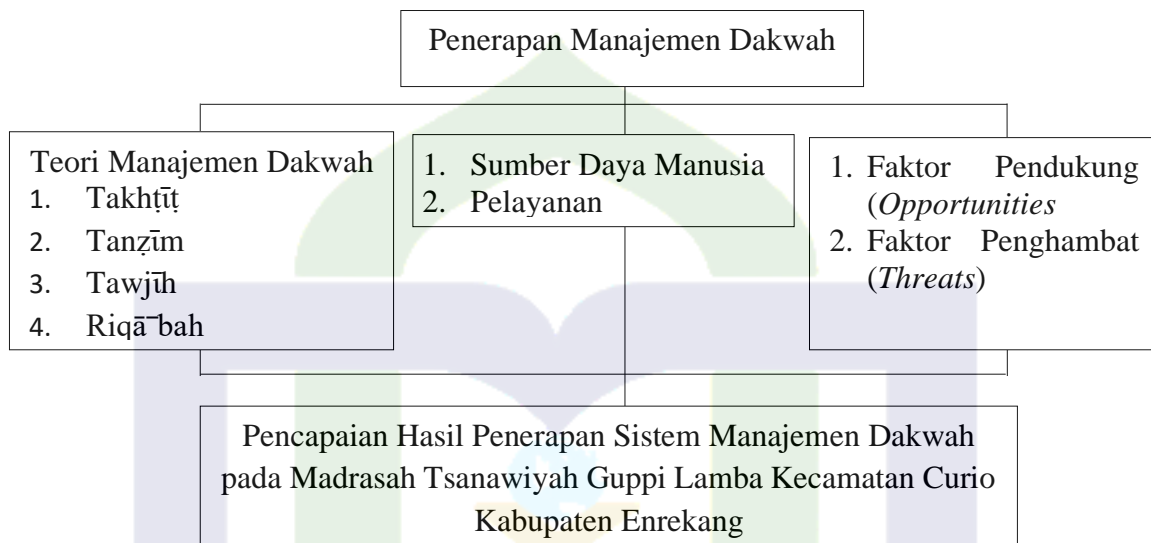 Penerapan Manajemen Dakwah
Teori Manajemen Dakwah
1. Takhṭīṭ
2. Tanẓīm
3. Tawjīh
4. Riqā¯bah
1. Sumber Daya Manusia
2. Pelayanan
1. Faktor Pendukung
(Opportunities
2. Faktor Penghambat
(Threats)
Pencapaian Hasil Penerapan Sistem Manajemen Dakwah
pada Madrasah Tsanawiyah Guppi Lamba Kecamatan Curio
Kabupaten Enrekang